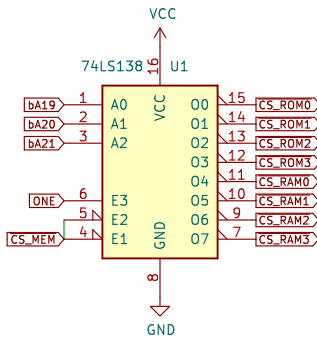 VCC
74LS138 U1
16
VCC
bA19 1 A0 O0 15 CS_ROM0
bA20 2 A1 O1 14 CS_ROM1
bA21 3 A2 O2 13 CS_ROM2
O3 12 CS_ROM3
O4 11 CS_RAM0
ONE 6 E3 O5 10 CS_RAM1
5 E2 O6 9 CS_RAM2
CS_MEM 4 E1 O7 7 CS_RAM3
GND
8
GND